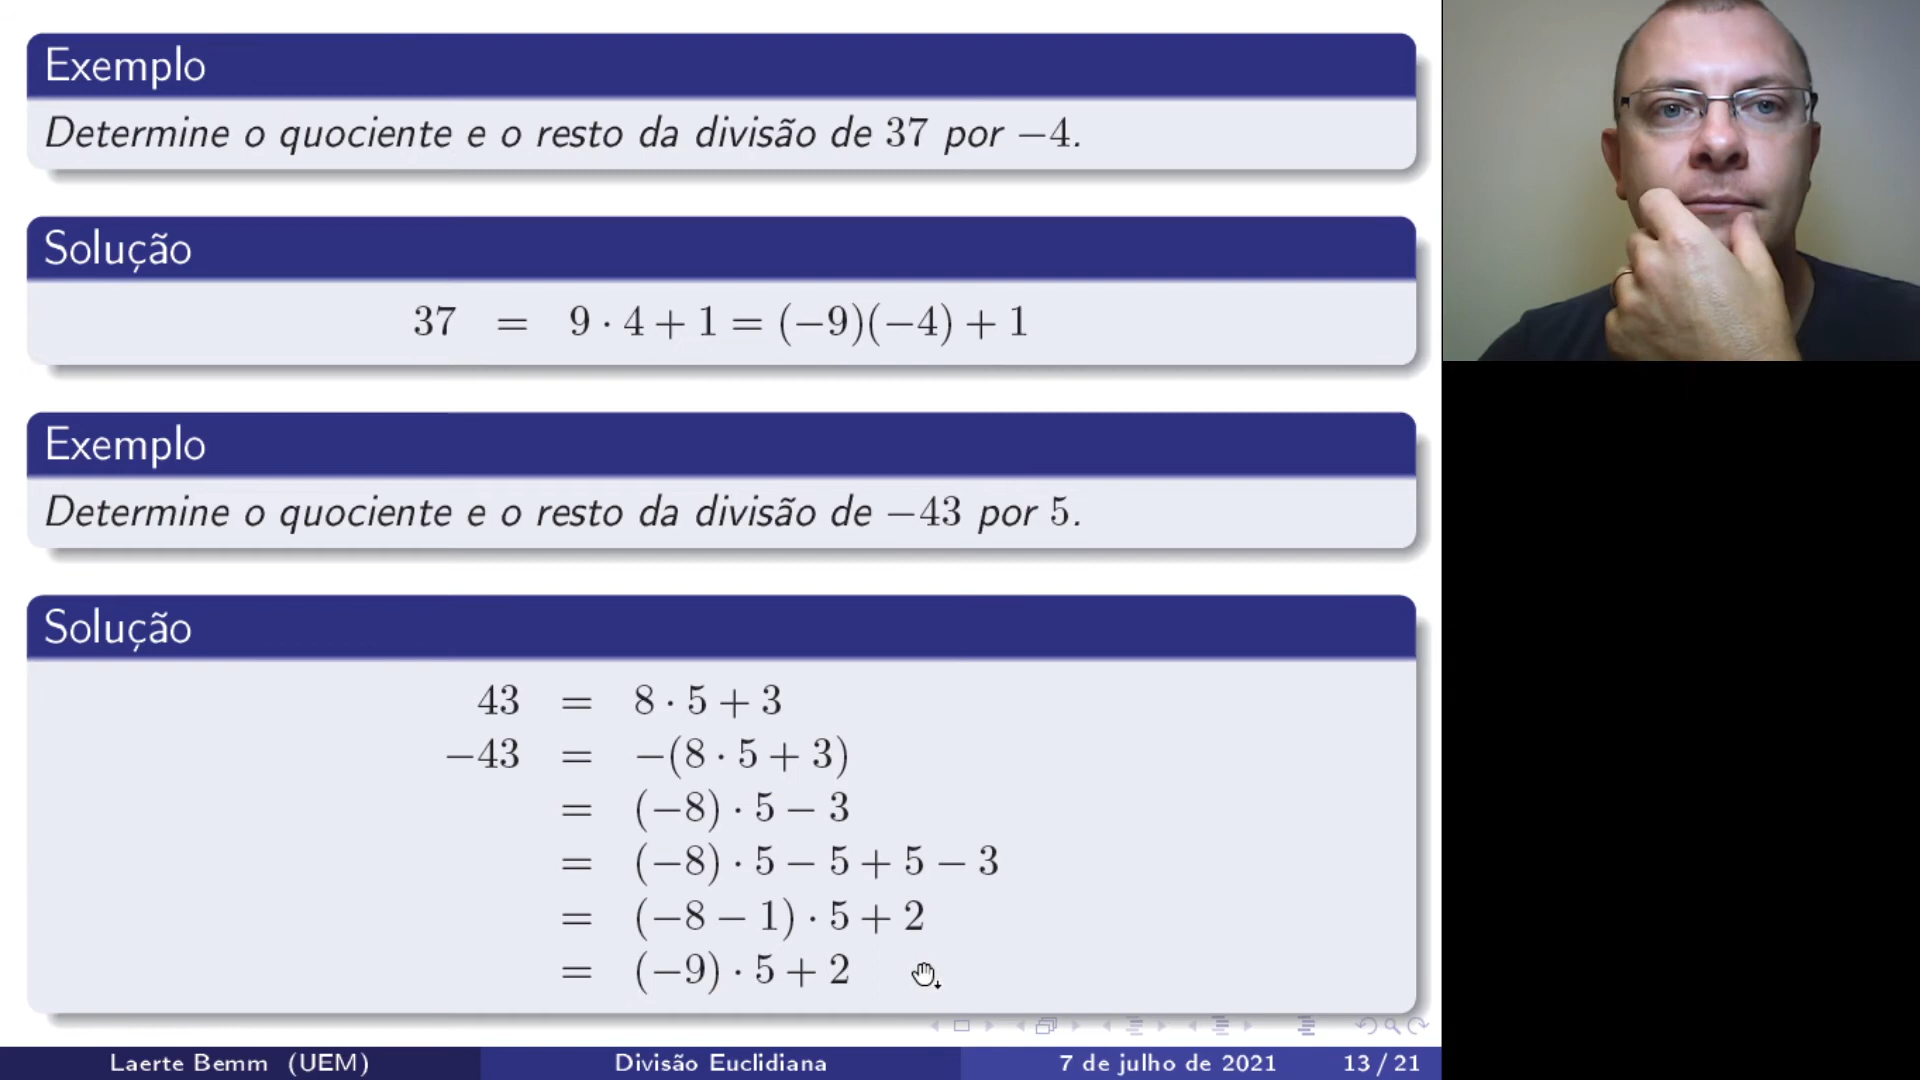 Exemplo
Determine o quociente e o resto da divisão de 37 por −4.
Solução
37 = 9 · 4 + 1 = (−9)(−4) + 1
Exemplo
Determine o quociente e o resto da divisão de −43 por 5.
Solução
43 = 8 · 5 + 3
−43 = −(8 · 5 + 3)
= (−8) · 5 − 3
= (−8) · 5 − 5 + 5 − 3
= (−8 − 1) · 5 + 2
= (−9) · 5 + 2
Laerte Bemm (UEM) Divisão Euclidiana 7 de julho de 2021 13 / 21